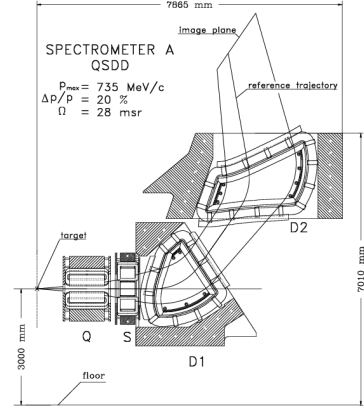 7865 mm
image plane
SPECTROMETER A
QSDD
Pmax = 735 MeV/c
Δp/p = 20 %
Ω = 28 msr
reference trajectory
D2
target
7010 mm
3000 mm
Q
S
D1
floor